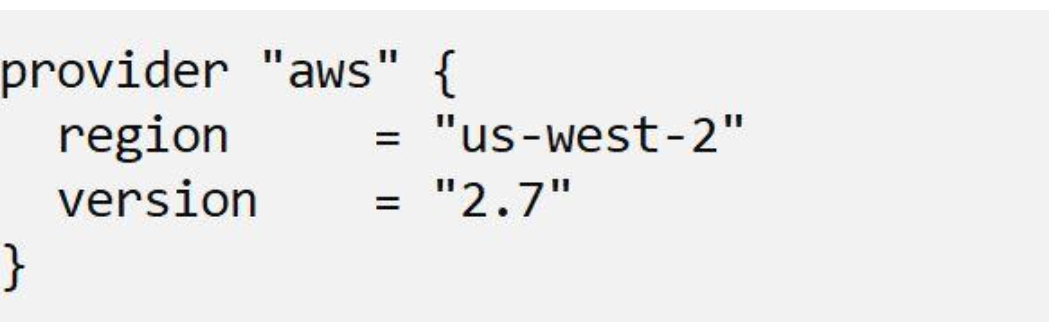 provider "aws" {
  region     = "us-west-2"
  version    = "2.7"
}